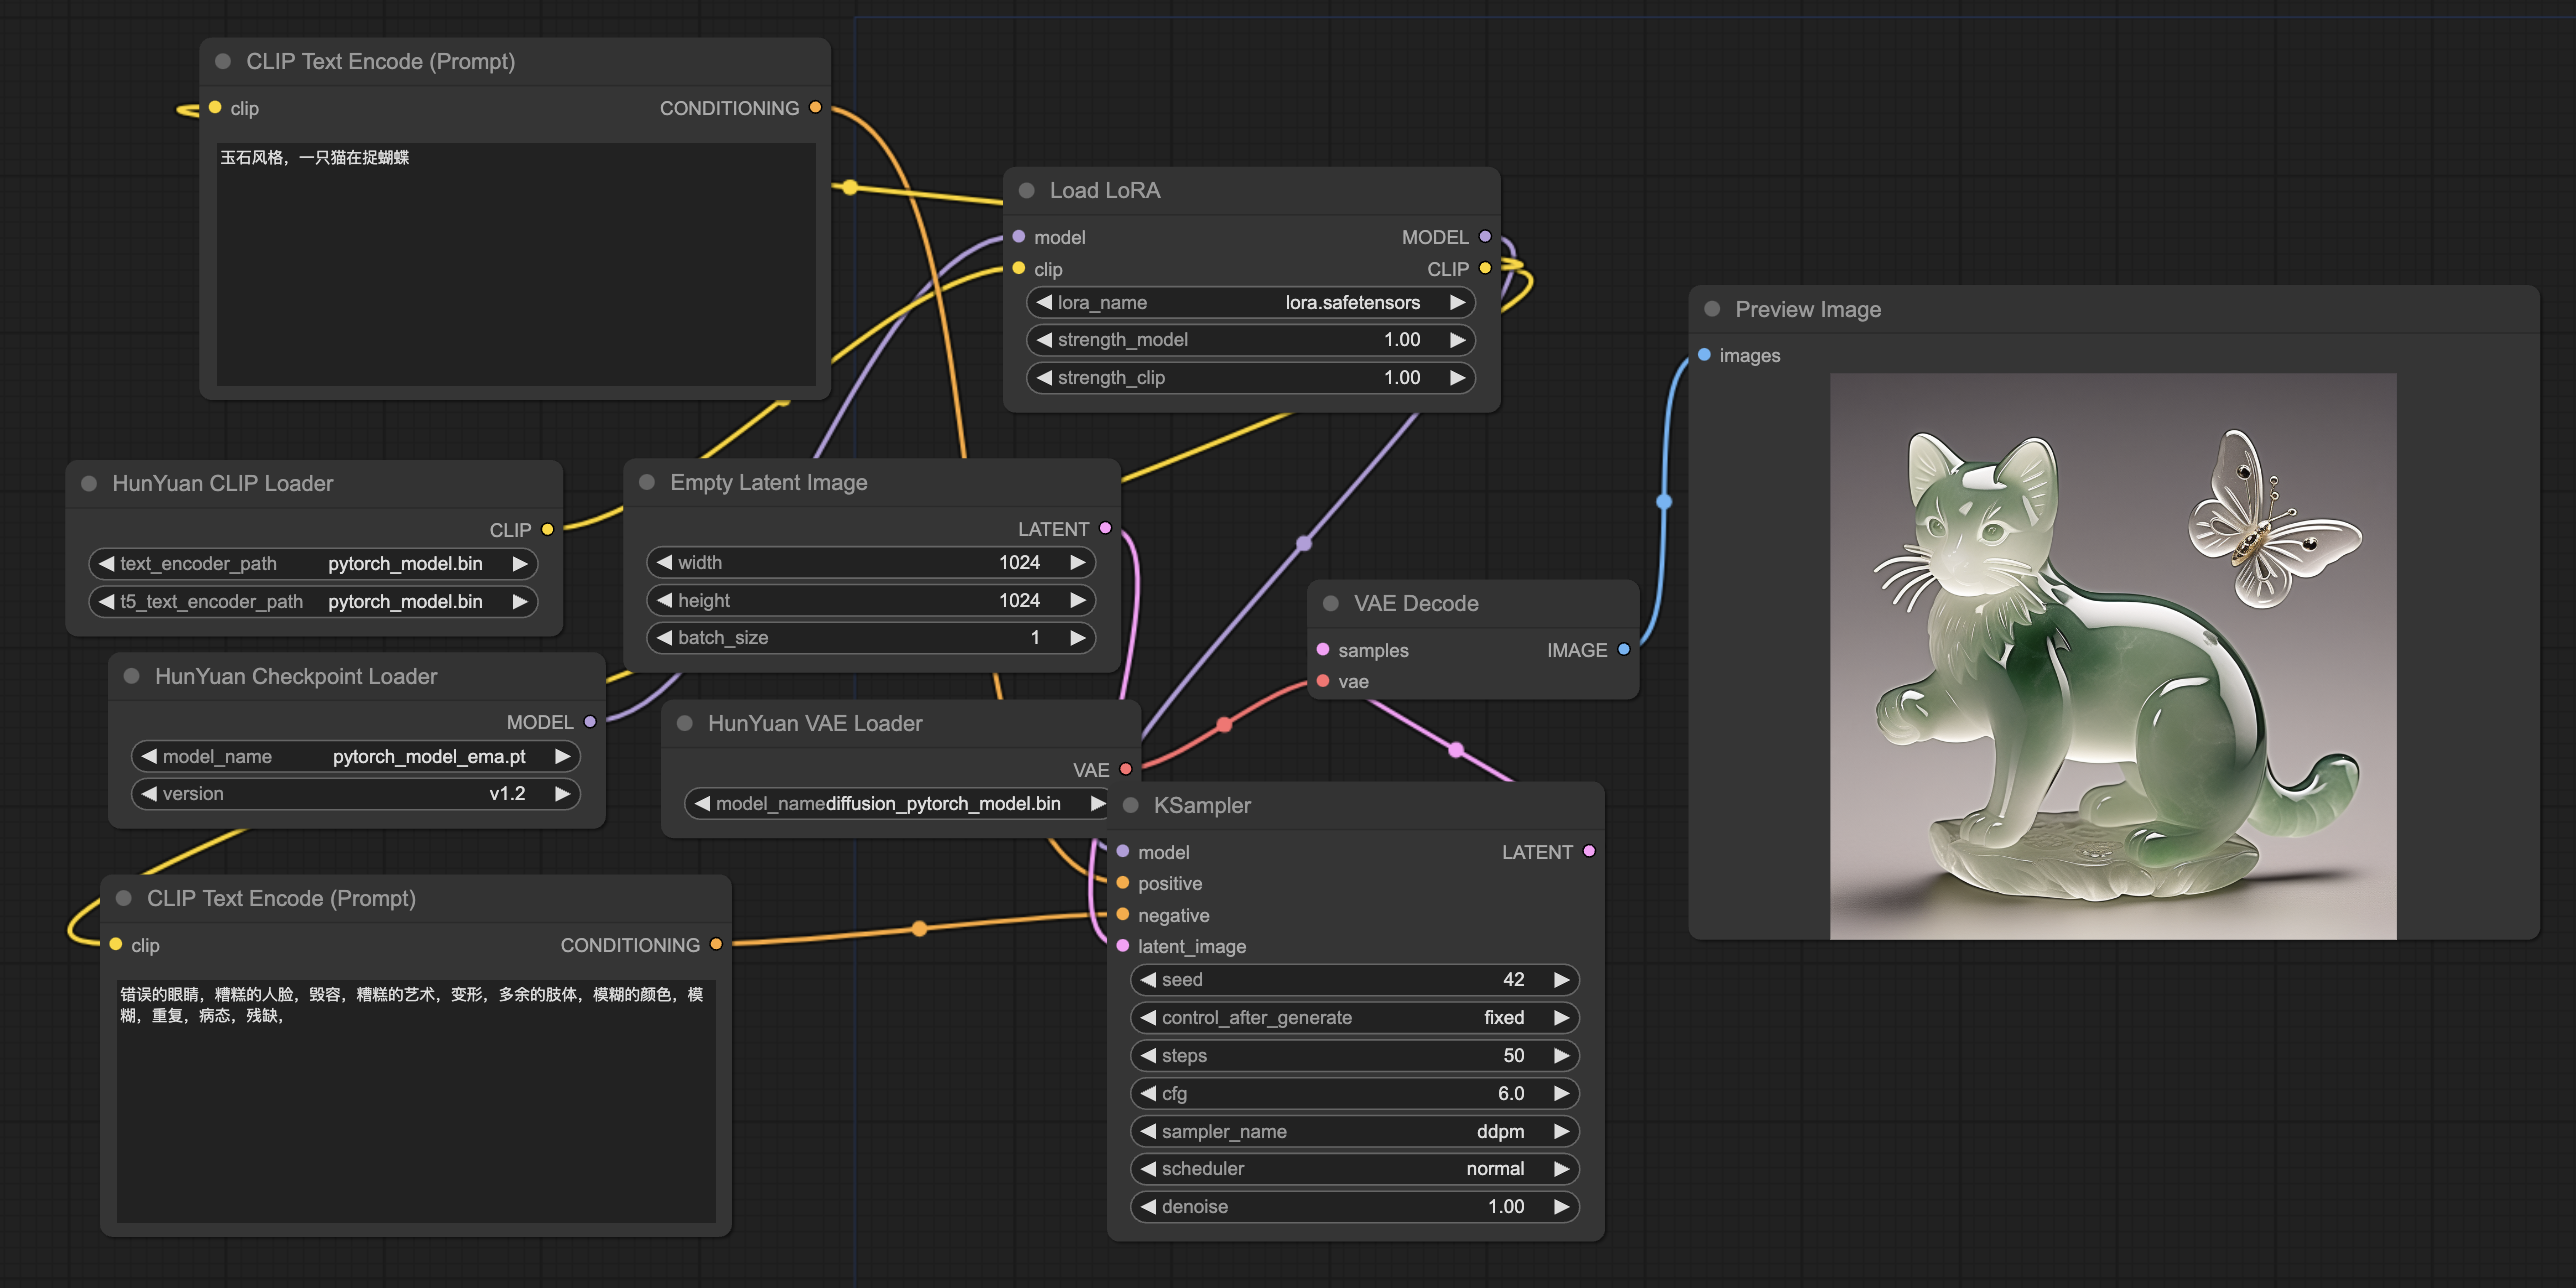 CLIP Text Encode (Prompt)
clip CONDITIONING
玉石风格，一只猫在捉蝴蝶
Load LoRA
model MODEL
clip CLIP
lora_name lora.safetensors
strength_model 1.00
strength_clip 1.00
HunYuan CLIP Loader
CLIP
text_encoder_path pytorch_model.bin
t5_text_encoder_path pytorch_model.bin
Empty Latent Image
LATENT
width 1024
height 1024
batch_size 1
HunYuan Checkpoint Loader
MODEL
model_name pytorch_model_ema.pt
version v1.2
HunYuan VAE Loader
VAE
model_namediffusion_pytorch_model.bin
VAE Decode
samples IMAGE
vae
Preview Image
images
CLIP Text Encode (Prompt)
clip CONDITIONING
错误的眼睛，糟糕的人脸，毁容，糟糕的艺术，变形，多余的肢体，模糊的颜色，模
糊，重复，病态，残缺，
KSampler
model LATENT
positive
negative
latent_image
seed 42
control_after_generate fixed
steps 50
cfg 6.0
sampler_name ddpm
scheduler normal
denoise 1.00